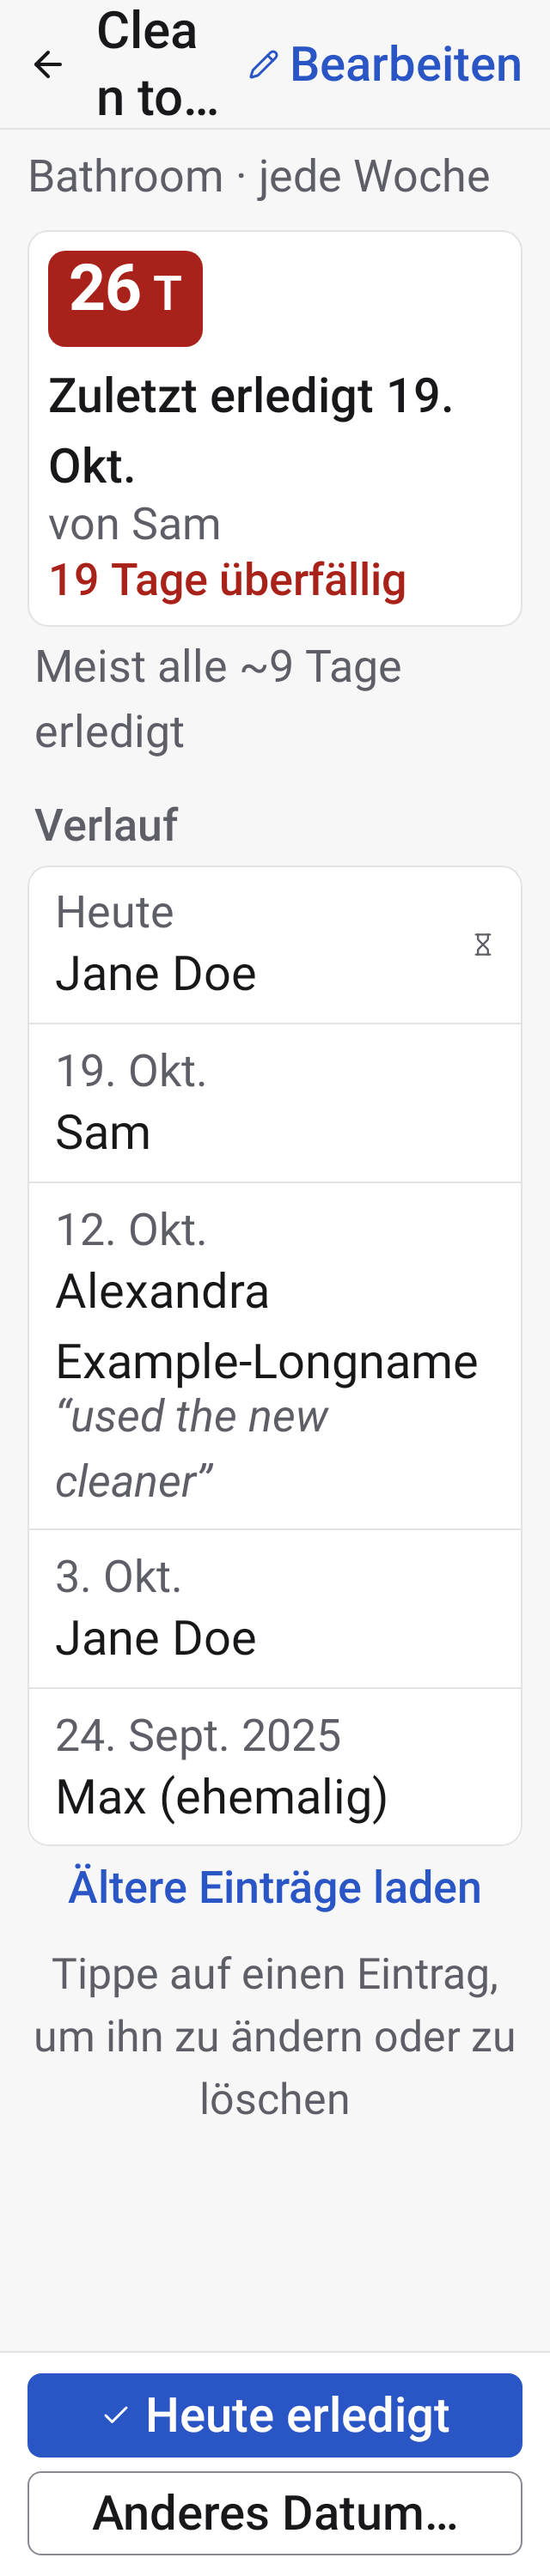 Clea
n to…
Bearbeiten
Bathroom · jede Woche
26 T
Zuletzt erledigt 19.
Okt.
von Sam
19 Tage überfällig
Meist alle ~9 Tage
erledigt
Verlauf
Heute
Jane Doe
19. Okt.
Sam
12. Okt.
Alexandra
Example-Longname
“used the new
cleaner”
3. Okt.
Jane Doe
24. Sept. 2025
Max (ehemalig)
Ältere Einträge laden
Tippe auf einen Eintrag,
um ihn zu ändern oder zu
löschen
Heute erledigt
Anderes Datum…